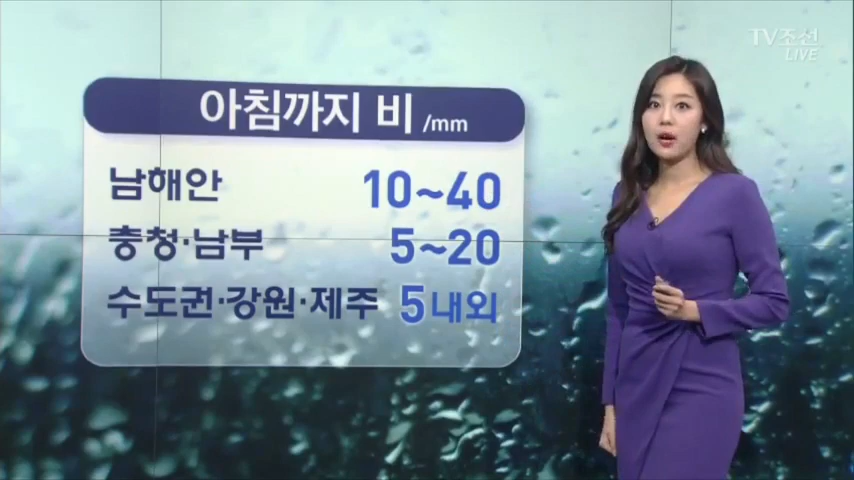 TV조선
LIVE
아침까지 비 /mm
남해안 10~40
충청·남부 5~20
수도권·강원·제주 5내외